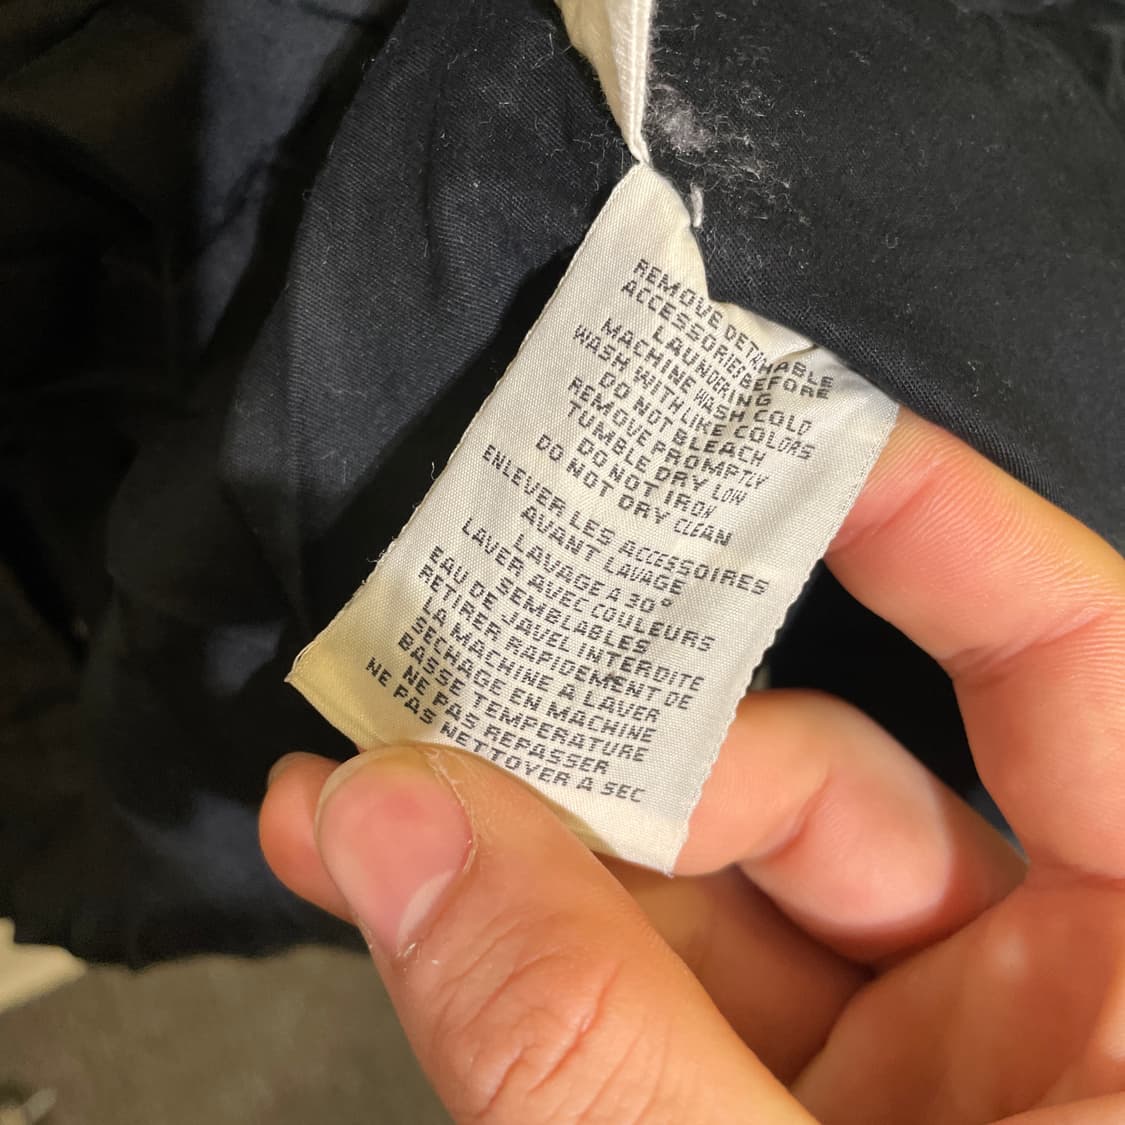 REMOVE DETACHABLE
ACCESSORIES BEFORE
LAUNDERING
MACHINE WASH COLD
WASH WITH LIKE COLORS
DO NOT BLEACH
REMOVE PROMPTLY
TUMBLE DRY LOW
DO NOT IRON
DO NOT DRY CLEAN
ENLEVER LES ACCESSOIRES
AVANT LAVAGE
LAVAGE A 30°
LAVER AVEC COULEURS
SEMBLABLES
EAU DE JAVEL INTERDITE
RETIRER RAPIDEMENT DE
LA MACHINE A LAVER
SECHAGE EN MACHINE
BASSE TEMPERATURE
NE PAS REPASSER
NE PAS NETTOYER A SEC